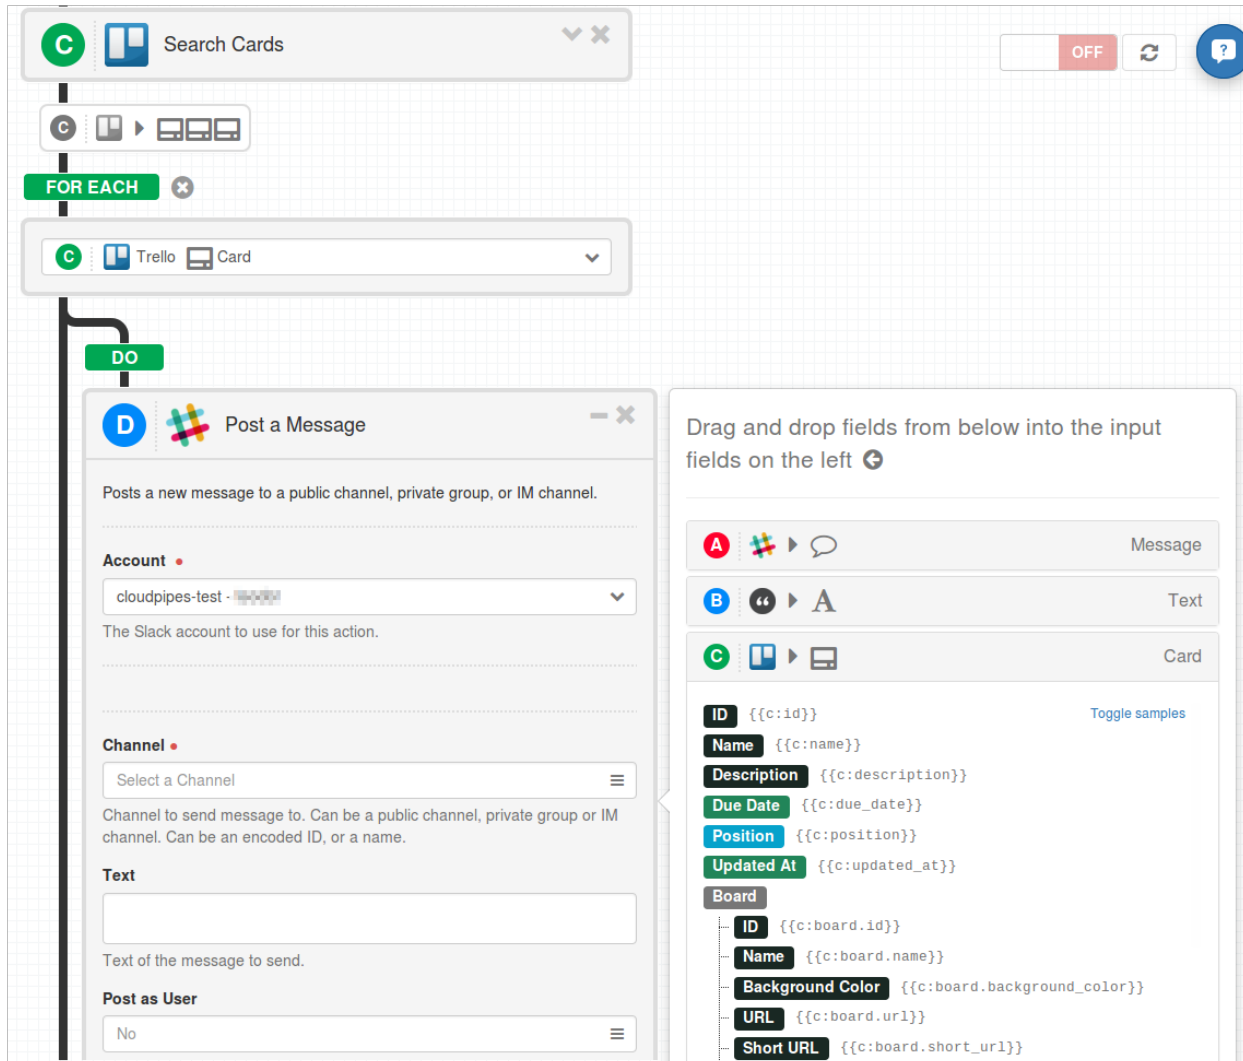 C Search Cards
OFF
?
C
FOR EACH
C Trello Card
DO
D Post a Message
Posts a new message to a public channel, private group, or IM channel.
Account
cloudpipes-test -
The Slack account to use for this action.
Channel
Select a Channel
Channel to send message to. Can be a public channel, private group or IM
channel. Can be an encoded ID, or a name.
Text
Text of the message to send.
Post as User
No
Drag and drop fields from below into the input
fields on the left
A Message
B “ A Text
C Card
ID {{c:id}} Toggle samples
Name {{c:name}}
Description {{c:description}}
Due Date {{c:due_date}}
Position {{c:position}}
Updated At {{c:updated_at}}
Board
ID {{c:board.id}}
Name {{c:board.name}}
Background Color {{c:board.background_color}}
URL {{c:board.url}}
Short URL {{c:board.short_url}}